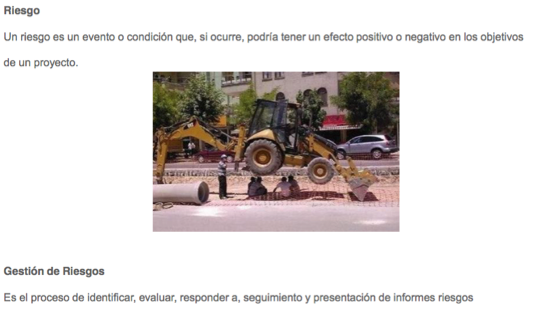 Riesgo
Un riesgo es un evento o condición que, si ocurre, podría tener un efecto positivo o negativo en los objetivos
de un proyecto.
Gestión de Riesgos
Es el proceso de identificar, evaluar, responder a, seguimiento y presentación de informes riesgos